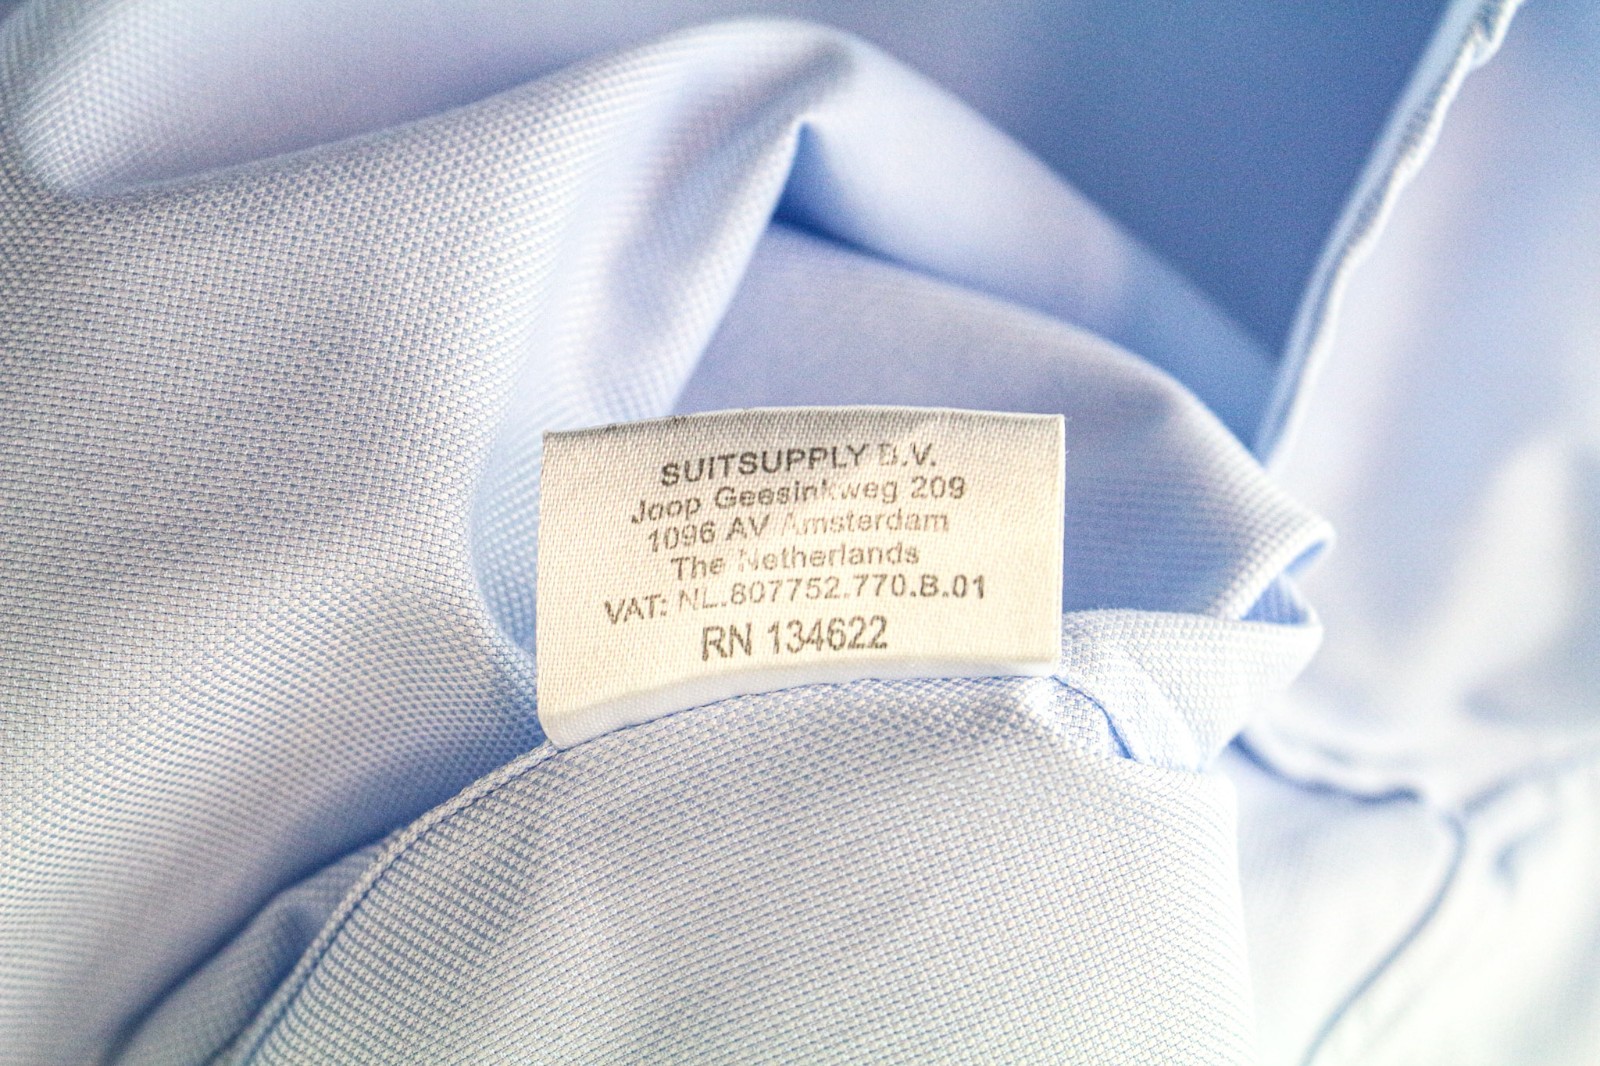 SUITSUPPLY B.V.
Joop Geesinkweg 209
1096 AV Amsterdam
The Netherlands
VAT: NL.807752.770.B.01
RN 134622